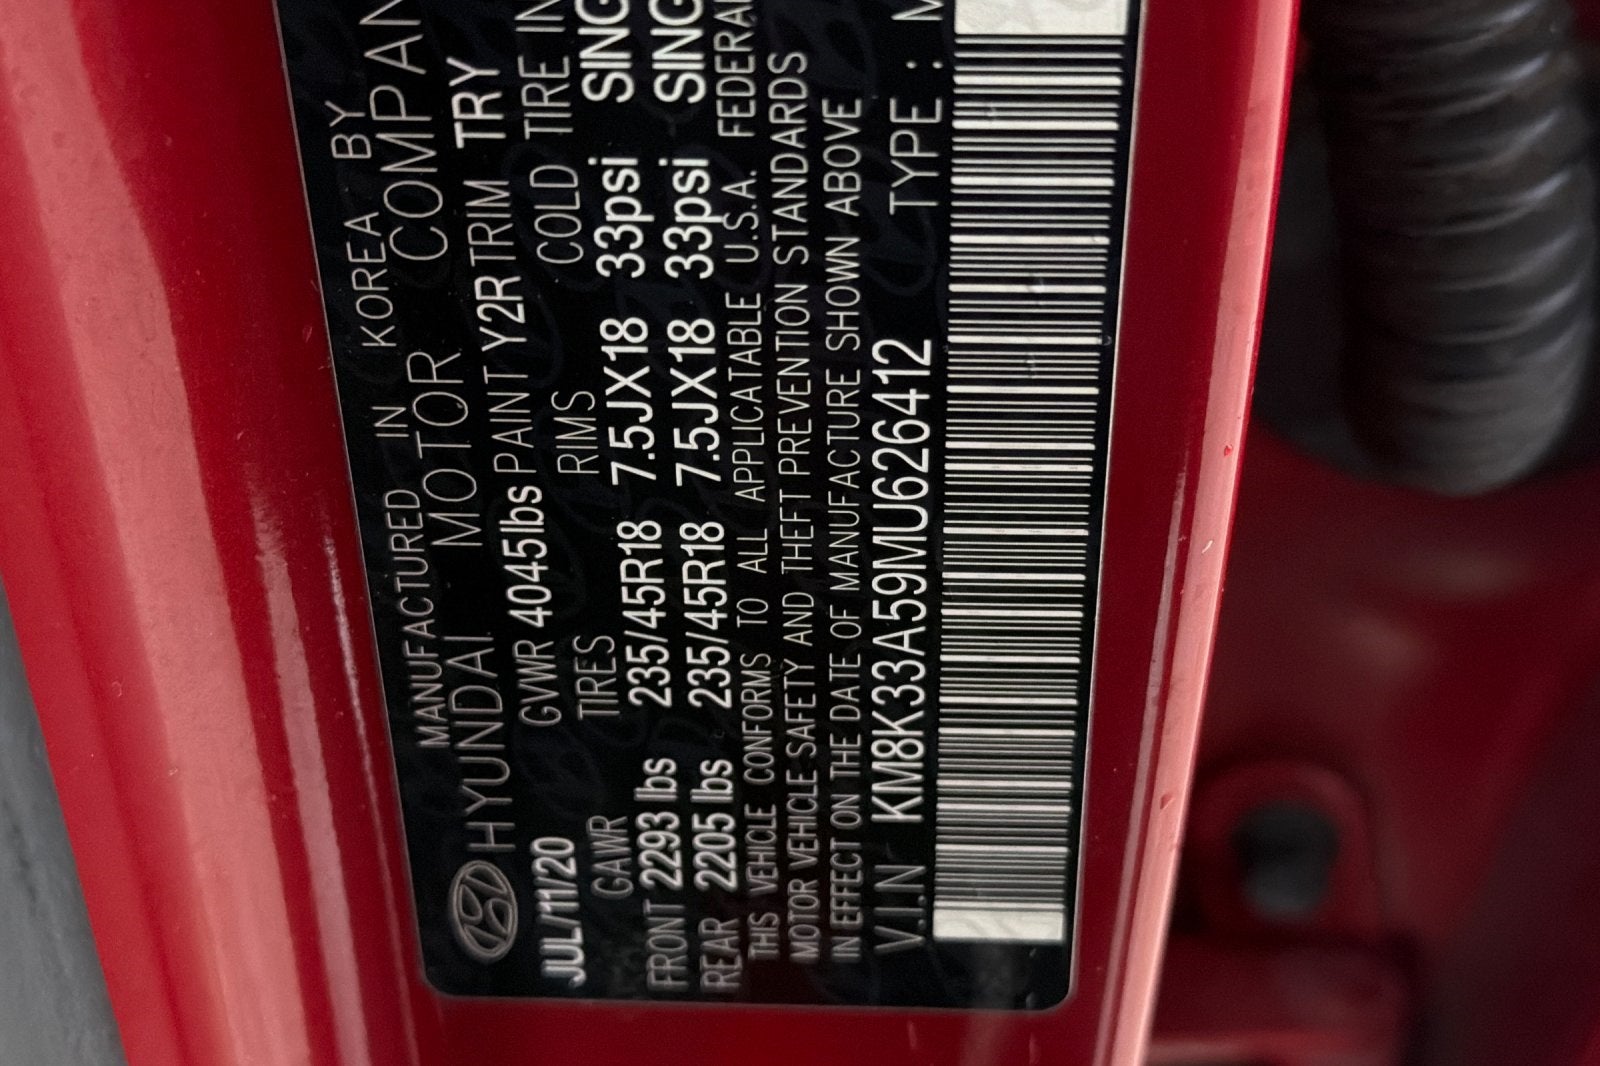 MANUFACTURED IN KOREA BY
HYUNDAI MOTOR COMPAN
JUL/11/20 GVWR 4045lbs PAINT Y2R TRIM TRY
GAWR TIRES RIMS COLD TIRE IN
FRONT 2293 lbs 235/45R18 7.5JX18 33psi SING
REAR 2205 lbs 235/45R18 7.5JX18 33psi SING
THIS VEHICLE CONFORMS TO ALL APPLICATABLE U.S.A. FEDERAL
MOTOR VEHICLE SAFETY AND THEFT PREVENTION STANDARDS
IN EFFECT ON THE DATE OF MANUFACTURE SHOWN ABOVE
V.I.N KM8K33A59MU626412 TYPE : M